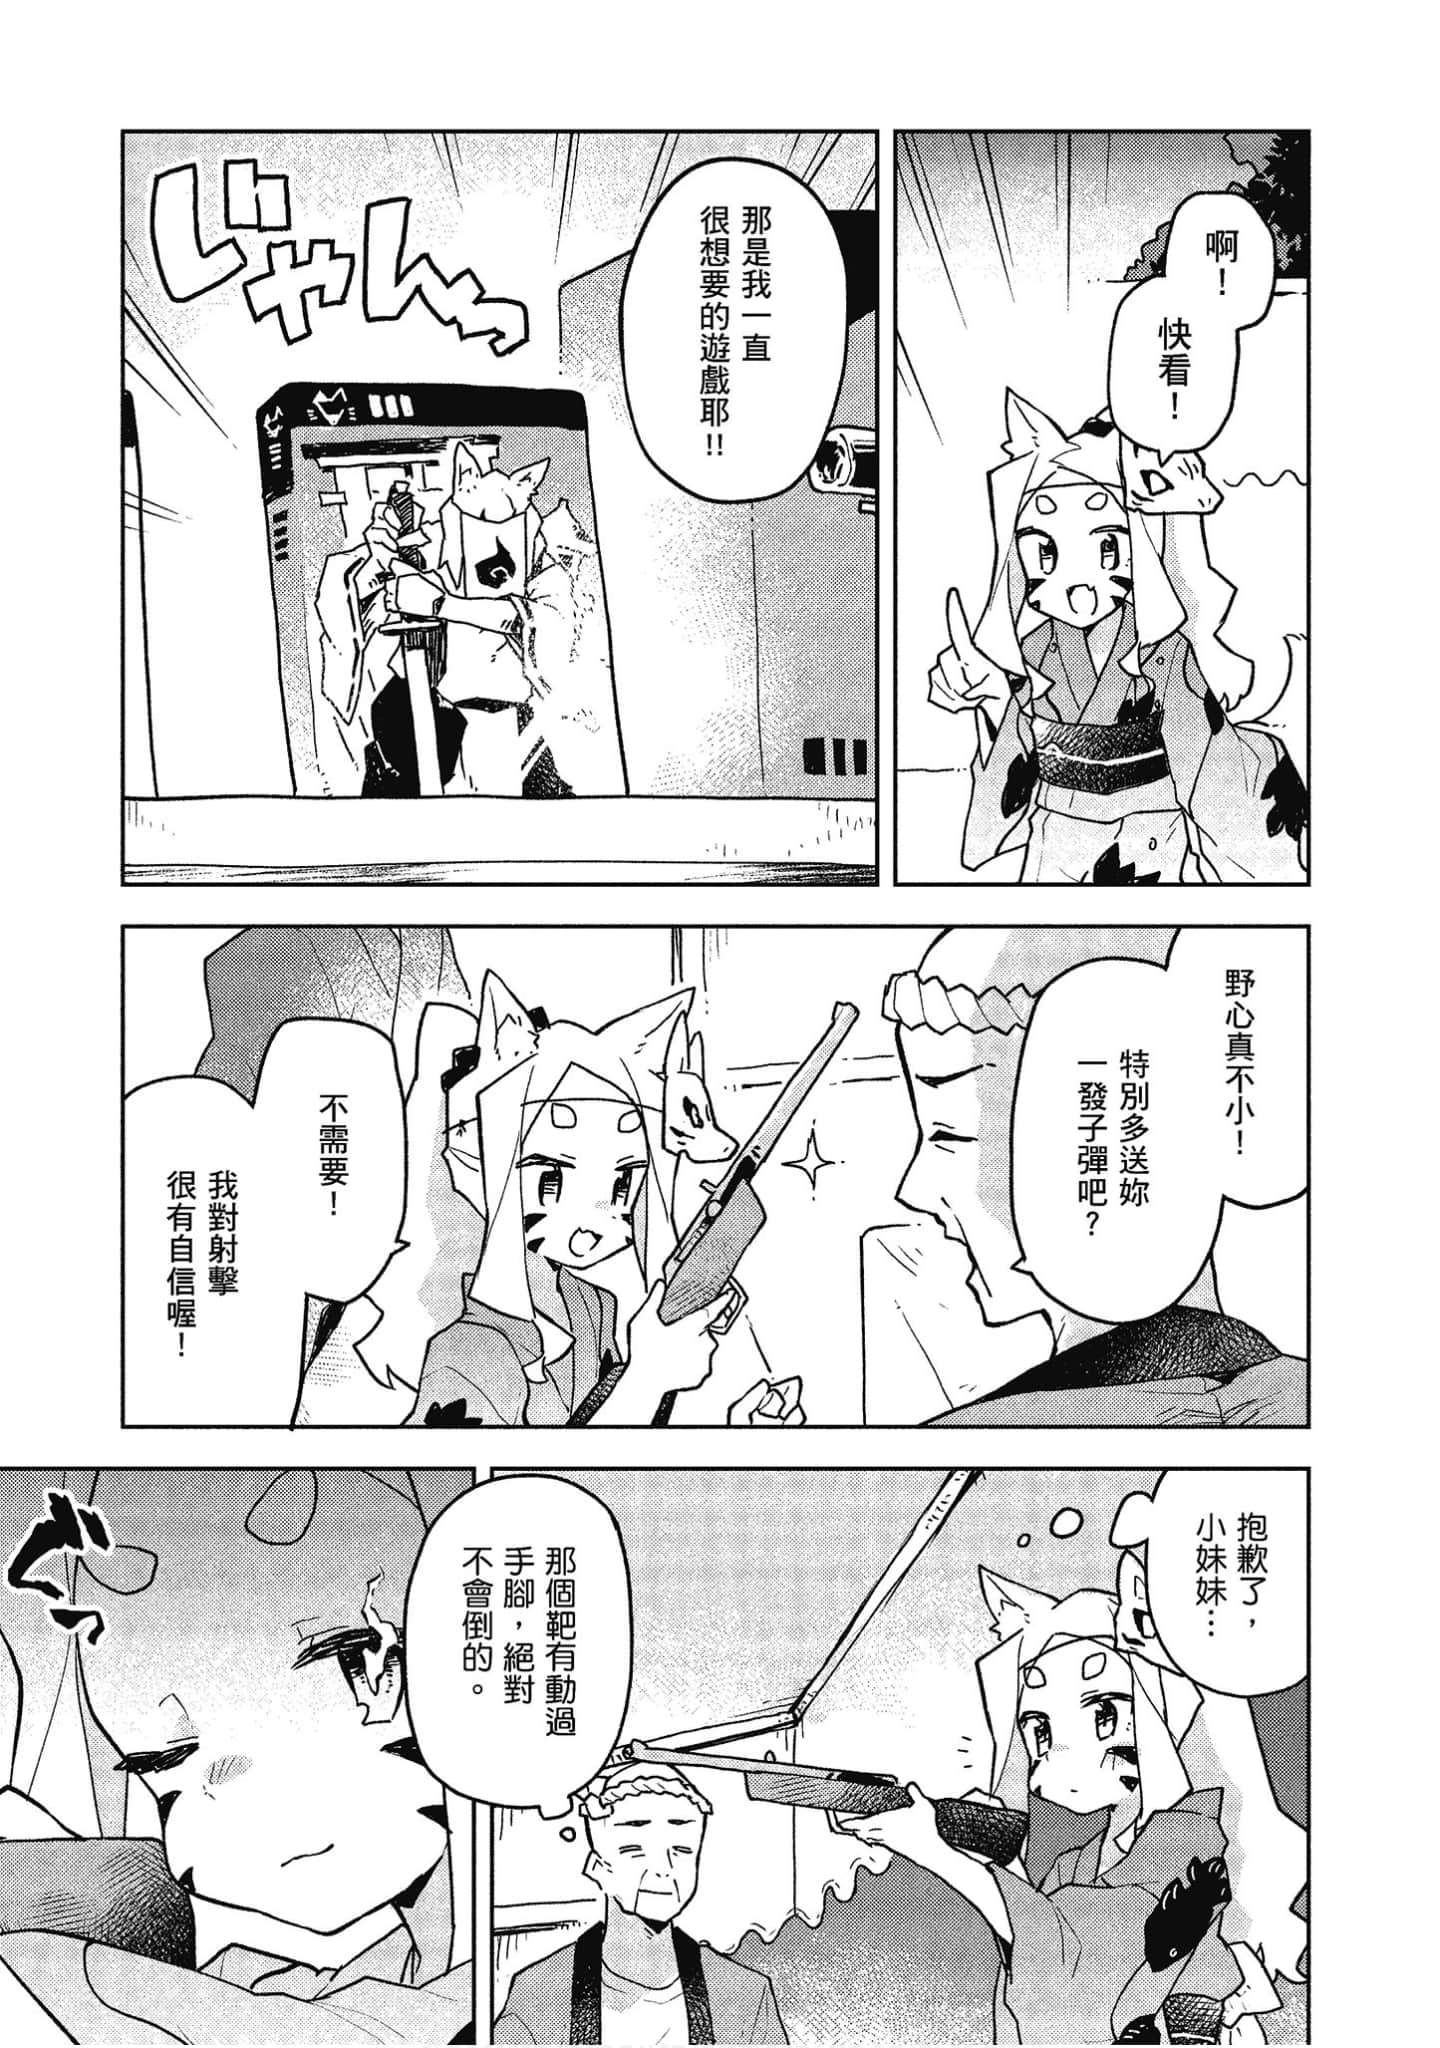 啊！
快看！
那是我一直
很想要的遊戲耶!!
じゃんっ
野心真不小！
特別多送妳
一發子彈吧？
不需要！
我對射擊
很有自信喔！
抱歉了，
小妹妹…
那個靶有動過
手腳，絕對
不會倒的。